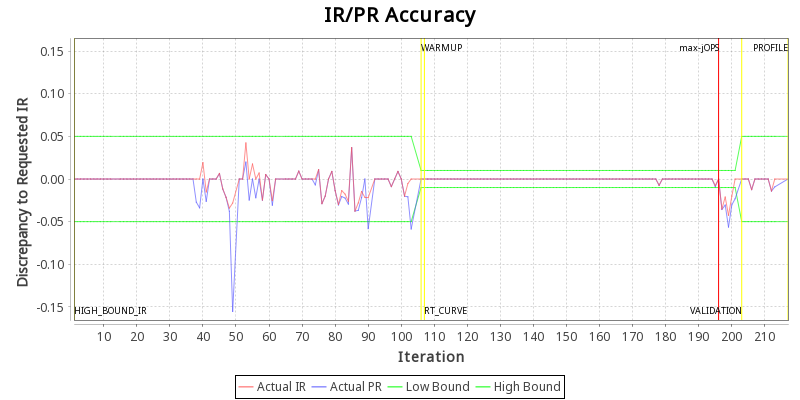 IR/PR Accuracy
Discrepancy to Requested IR
0.15
0.10
0.05
0.00
-0.05
-0.10
-0.15
WARMUP
max-jOPS
PROFILE
HIGH_BOUND_IR
RT_CURVE
VALIDATION
10 20 30 40 50 60 70 80 90 100 110 120 130 140 150 160 170 180 190 200 210
Iteration
Actual IR Actual PR Low Bound High Bound